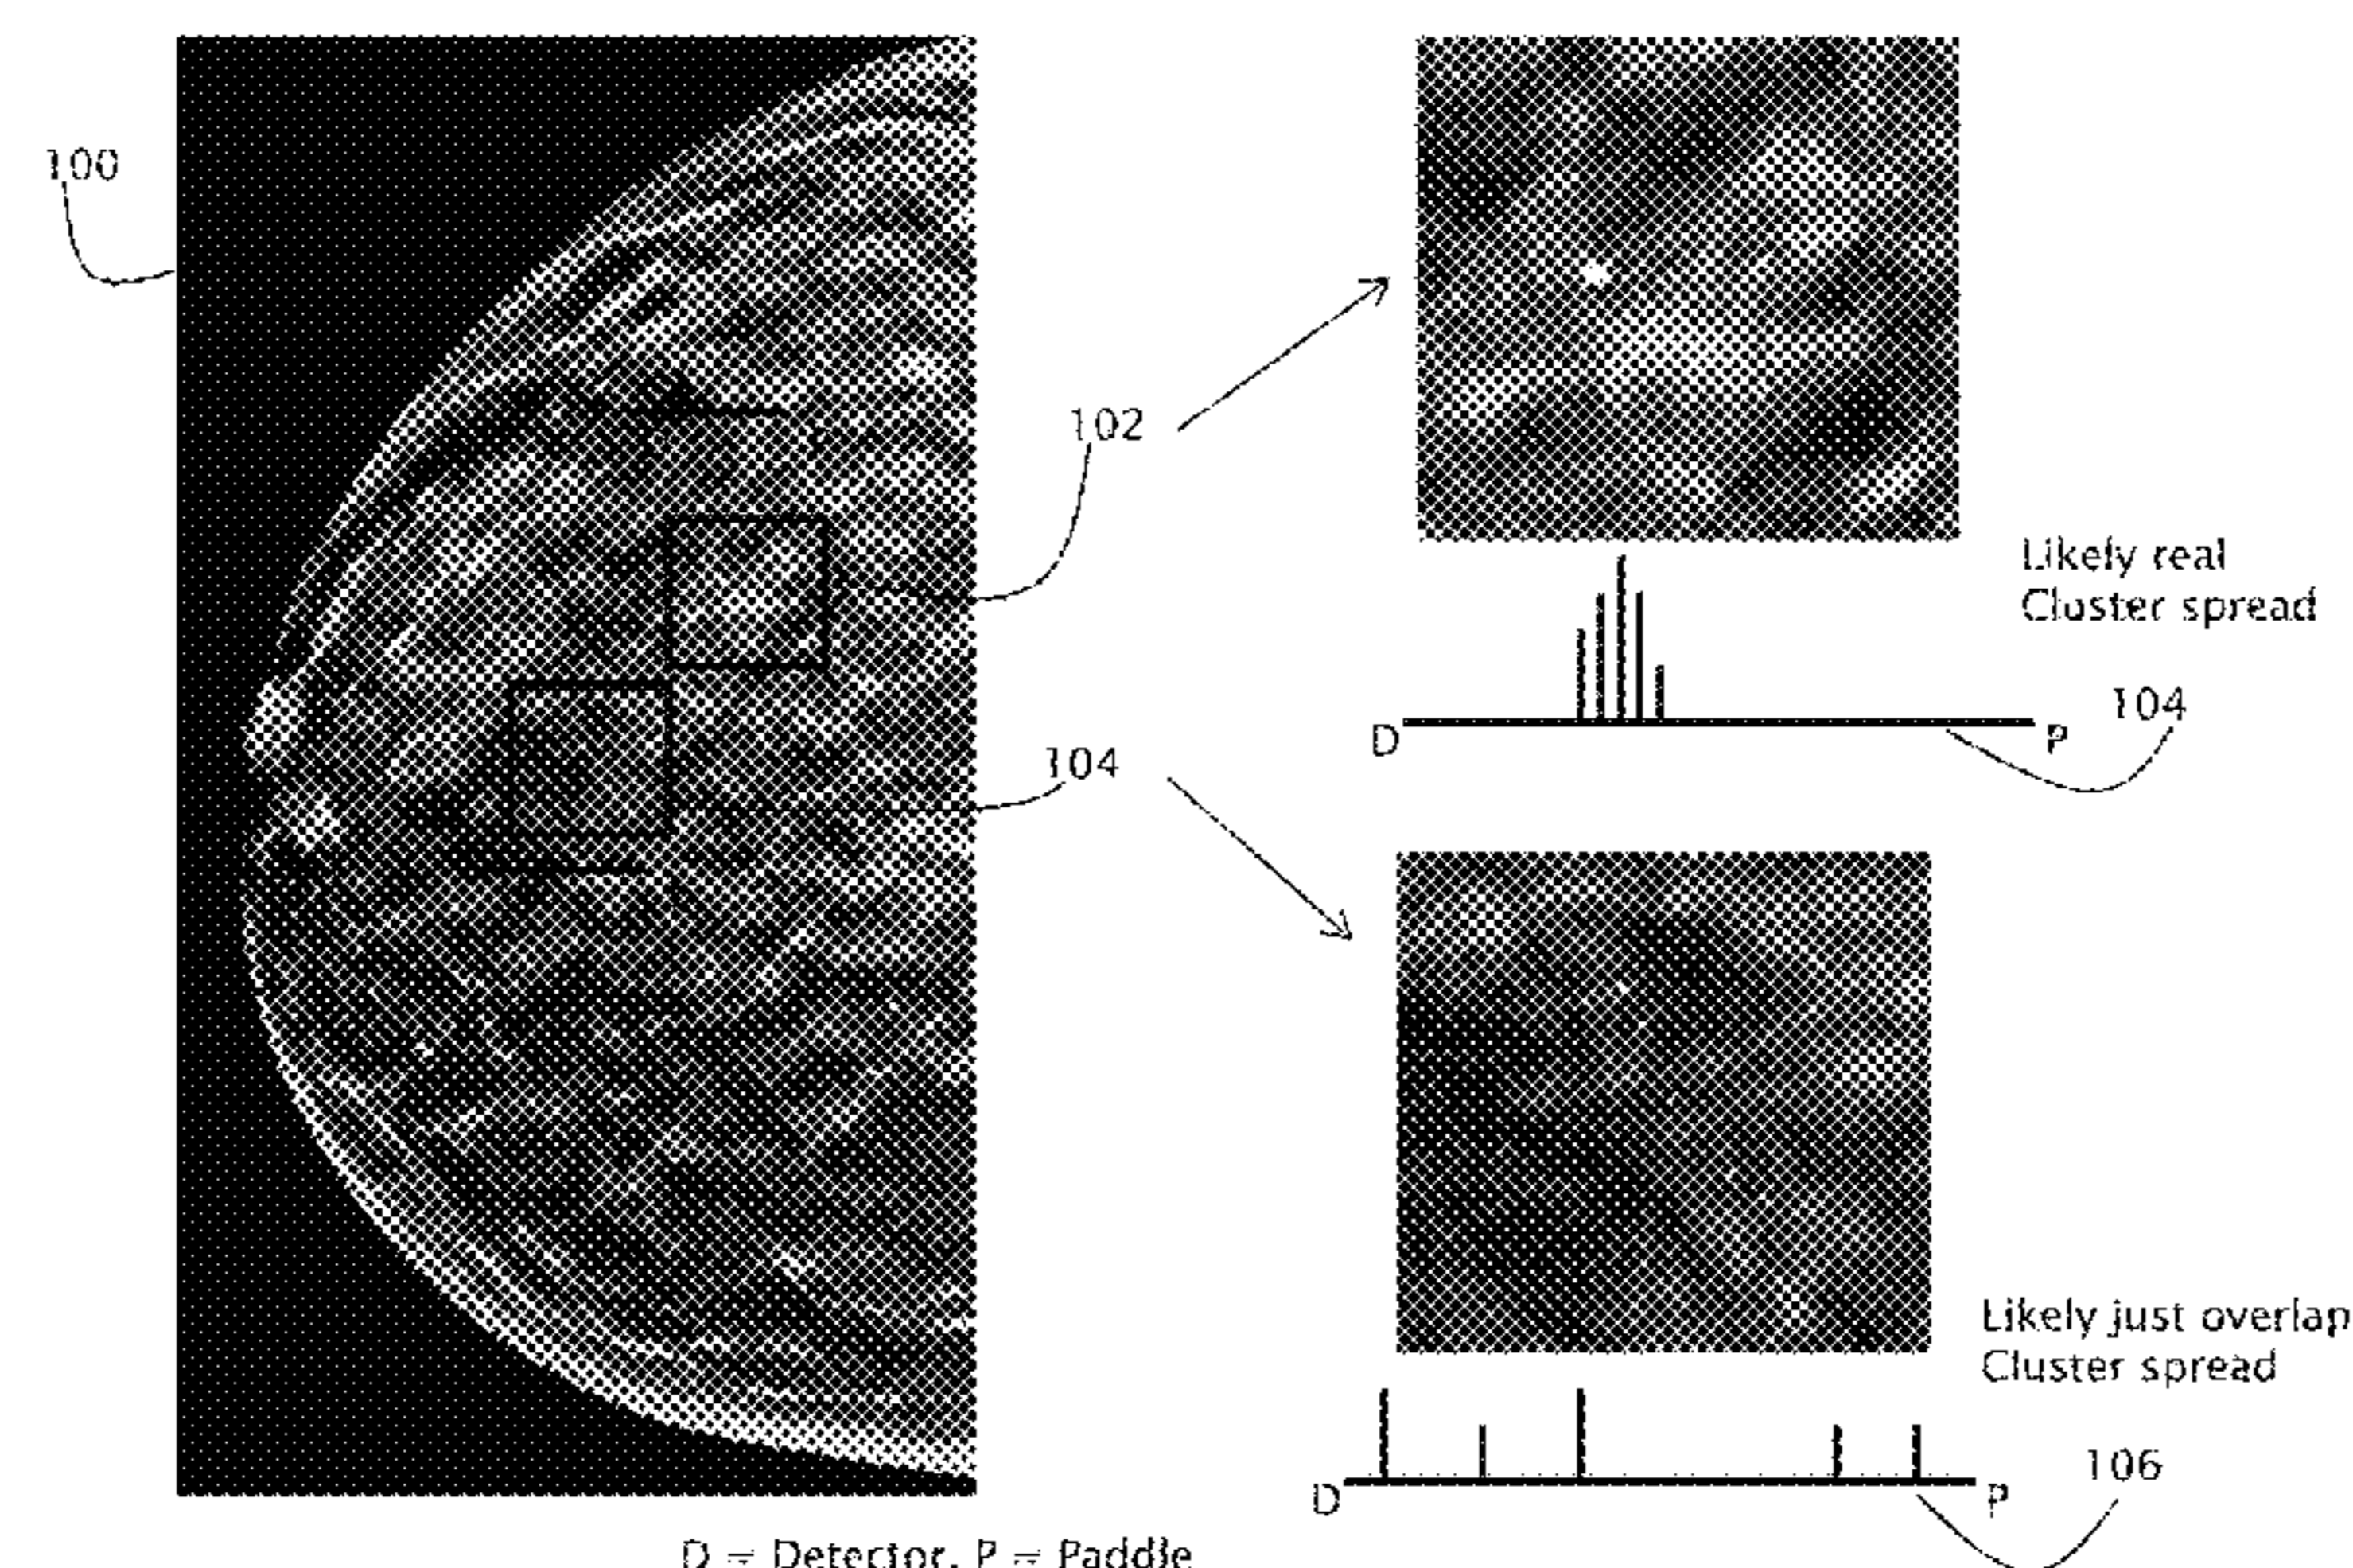 100
102
Likely real
Cluster spread
104
D
P
104
Likely just overlap
Cluster spread
106
D
P
D = Detector, P = Paddle